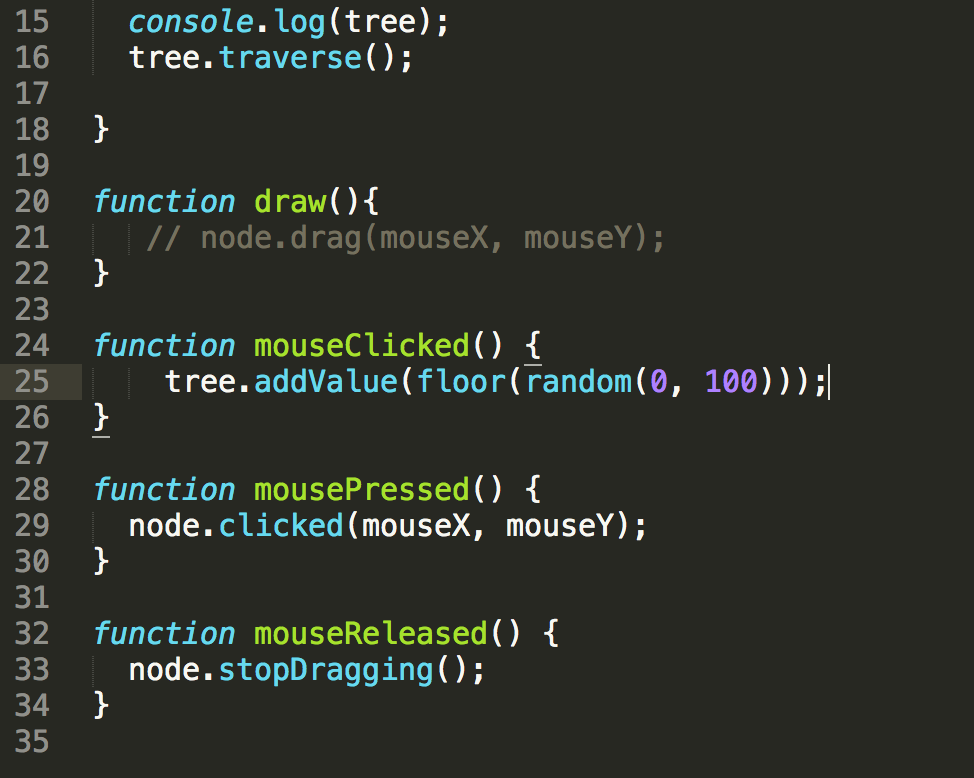 15 console.log(tree);
16 tree.traverse();
17
18 }
19
20 function draw(){
21 // node.drag(mouseX, mouseY);
22 }
23
24 function mouseClicked() {
25 tree.addValue(floor(random(0, 100)));
26 }
27
28 function mousePressed() {
29 node.clicked(mouseX, mouseY);
30 }
31
32 function mouseReleased() {
33 node.stopDragging();
34 }
35